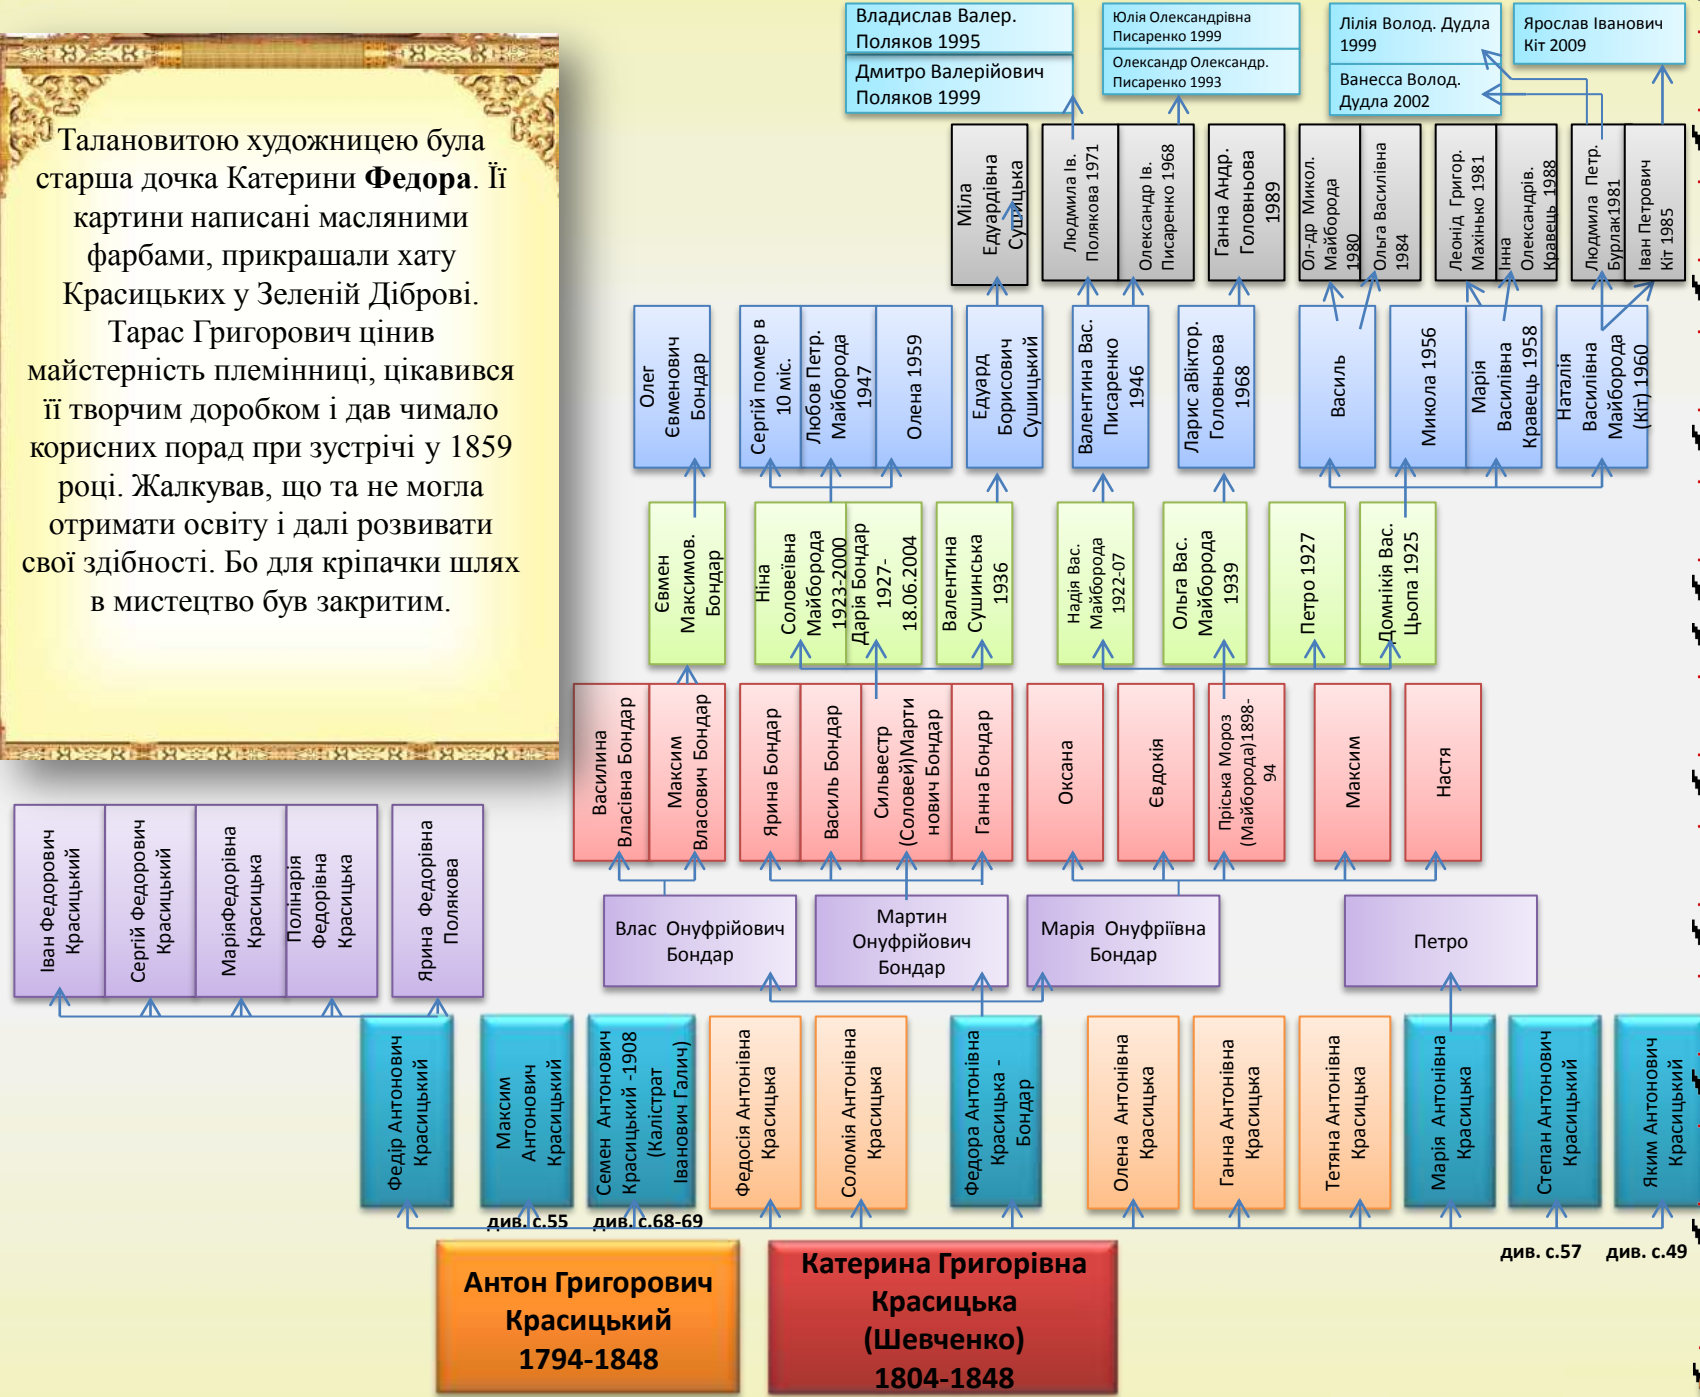 Талановитою художницею була
старша дочка Катерини Федора. Її
картини написані масляними
фарбами, прикрашали хату
Красицьких у Зеленій Діброві.
Тарас Григорович цінив
майстерність племінниці, цікавився
її творчим доробком і дав чимало
корисних порад при зустрічі у 1859
році. Жалкував, що та не могла
отримати освіту і далі розвивати
свої здібності. Бо для кріпачки шлях
в мистецтво був закритим.
Владислав Валер.
Поляков 1995
Дмитро Валерійович
Поляков 1999
Юлія Олександрівна
Писаренко 1999
Олександр Олександр.
Писаренко 1993
Лілія Волод. Дудла
1999
Ванесса Волод.
Дудла 2002
Ярослав Іванович
Кіт 2009
Міла
Едуардівна
Сушицька
Людмила Ів.
Полякова 1971
Олександр Ів.
Писаренко 1968
Ганна Андр.
Головньова
1989
Ол-др Микол.
Майборода
1980
Ольга Василівна
1984
Леонід Григор.
Махінько 1981
Інна
Олександрів.
Кравець 1988
Людмила Петр.
Бурлак1981
Іван Петрович
Кіт 1985
Олег
Євменович
Бондар
Сергій помер в
10 міс.
Любов Петр.
Майборода
1947
Олена 1959
Едуард
Борисович
Сушицький
Валентина Вас.
Писаренко
1946
Ларис аВіктор.
Головньова
1968
Василь
Микола 1956
Марія
Василівна
Кравець 1958
Наталія
Василівна
Майборода
(Кіт) 1960
Євмен
Максимов.
Бондар
Ніна
Соловеївна
Майборода
1923-2000
Дарія Бондар
1927-
18.06.2004
Валентина
Сушинська
1936
Надія Вас.
Майборода
1922-07
Ольга Вас.
Майборода
1939
Петро 1927
Домнікія Вас.
Цьопа 1925
Василина
Власівна Бондар
Максим
Власович Бондар
Ярина Бондар
Василь Бондар
Сильвестр
(Соловей)Марти
нович Бондар
Ганна Бондар
Оксана
Євдокія
Пріська Мороз
(Майборода)1898-
94
Максим
Настя
Іван Федорович
Красицький
Сергій Федорович
Красицький
МаріяФедорівна
Красицька
Полінарія
Федорівна
Красицька
Ярина Федорівна
Полякова
Влас Онуфрійович
Бондар
Мартин
Онуфрійович
Бондар
Марія Онуфріївна
Бондар
Петро
Федір Антонович
Красицький
Максим
Антонович
Красицький
Семен Антонович
Красицький -1908
(Калістрат
Іванович Галич)
Федосія Антонівна
Красицька
Соломія Антонівна
Красицька
Федора Антонівна
Красицька -
Бондар
Олена Антонівна
Красицька
Ганна Антонівна
Красицька
Тетяна Антонівна
Красицька
Марія Антонівна
Красицька
Степан Антонович
Красицький
Яким Антонович
Красицький
див. с.55
див. с.68-69
див. с.57
див. с.49
Антон Григорович
Красицький
1794-1848
Катерина Григорівна
Красицька
(Шевченко)
1804-1848